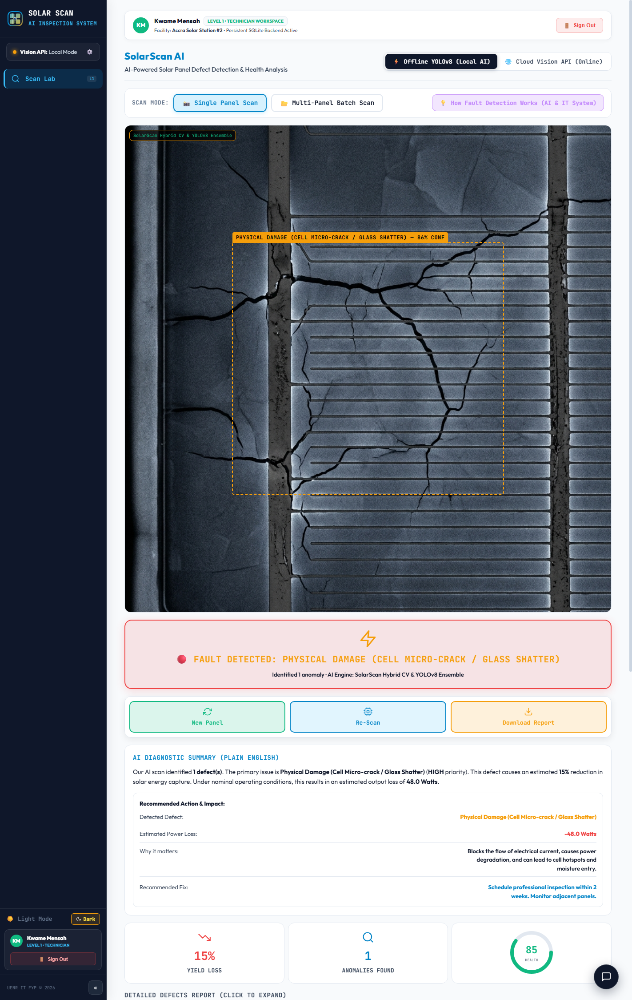 SOLAR SCAN
AI INSPECTION SYSTEM
Vision API: Local Mode
Scan Lab
L1
Light Mode
Dark
KM
Kwame Mensah
LEVEL 1 • TECHNICIAN
Sign Out
UENR IT FYP © 2026
«
KM
Kwame Mensah
LEVEL 1 • TECHNICIAN WORKSPACE
Facility: Accra Solar Station #2 • Persistent SQLite Backend Active
Sign Out
SolarScan AI
AI-Powered Solar Panel Defect Detection & Health Analysis
Offline YOLOv8 (Local AI)
Cloud Vision API (Online)
SCAN MODE:
Single Panel Scan
Multi-Panel Batch Scan
How Fault Detection Works (AI & IT System)
SolarScan Hybrid CV & YOLOv8 Ensemble
PHYSICAL DAMAGE (CELL MICRO-CRACK / GLASS SHATTER) — 86% CONF
FAULT DETECTED: PHYSICAL DAMAGE (CELL MICRO-CRACK / GLASS SHATTER)
Identified 1 anomaly · AI Engine: SolarScan Hybrid CV & YOLOv8 Ensemble
New Panel
Re-Scan
Download Report
AI DIAGNOSTIC SUMMARY (PLAIN ENGLISH)
Our AI scan identified 1 defect(s). The primary issue is Physical Damage (Cell Micro-crack / Glass Shatter) (HIGH priority). This defect causes an estimated 15% reduction in
solar energy capture. Under nominal operating conditions, this results in an estimated output loss of 48.0 Watts.
Recommended Action & Impact:
Detected Defect:
Physical Damage (Cell Micro-crack / Glass Shatter)
Estimated Power Loss:
-48.0 Watts
Why it matters:
Blocks the flow of electrical current, causes power
degradation, and can lead to cell hotspots and
moisture entry.
Recommended Fix:
Schedule professional inspection within 2
weeks. Monitor adjacent panels.
15%
YIELD LOSS
1
ANOMALIES FOUND
85
HEALTH
DETAILED DEFECTS REPORT (CLICK TO EXPAND)